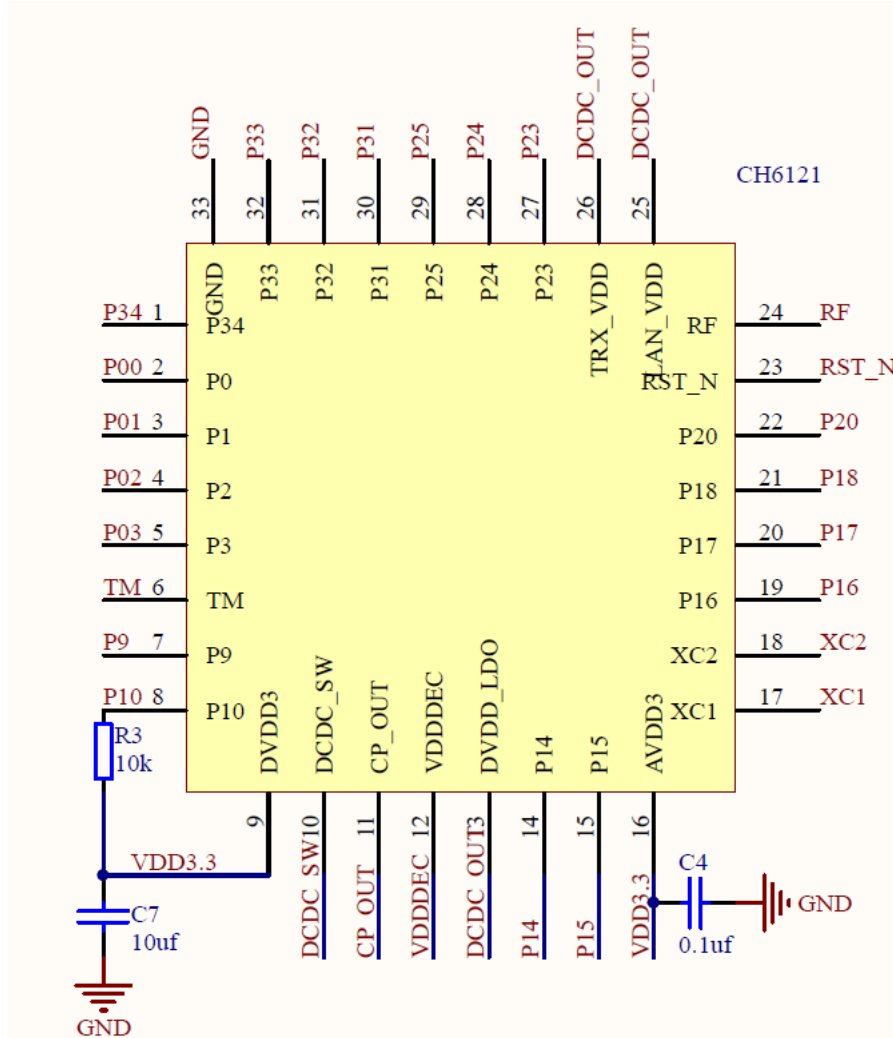 GND P33 P32 P31 P25 P24 P23 DCDC_OUT DCDC_OUT
CH6121
33 32 31 30 29 28 27 26 25
GND P33 P32 P31 P25 P24 P23 TRX_VDD LAN_VDD
P34 1 P34 RF 24 RF
P00 2 P0 RST_N 23 RST_N
P01 3 P1 P20 22 P20
P02 4 P2 P18 21 P18
P03 5 P3 P17 20 P17
TM 6 TM P16 19 P16
P9 7 P9 XC2 18 XC2
P10 8 P10 XC1 17 XC1
DVDD3 DCDC_SW CP_OUT VDDDEC DVDD_LDO P14 P15 AVDD3
R3
10k
9 10 11 12 13 14 15 16
VDD3.3 DCDC_SW CP_OUT VDDDEC DCDC_OUT P14 P15 VDD3.3
C4
GND
0.1uf
C7
10uf
GND